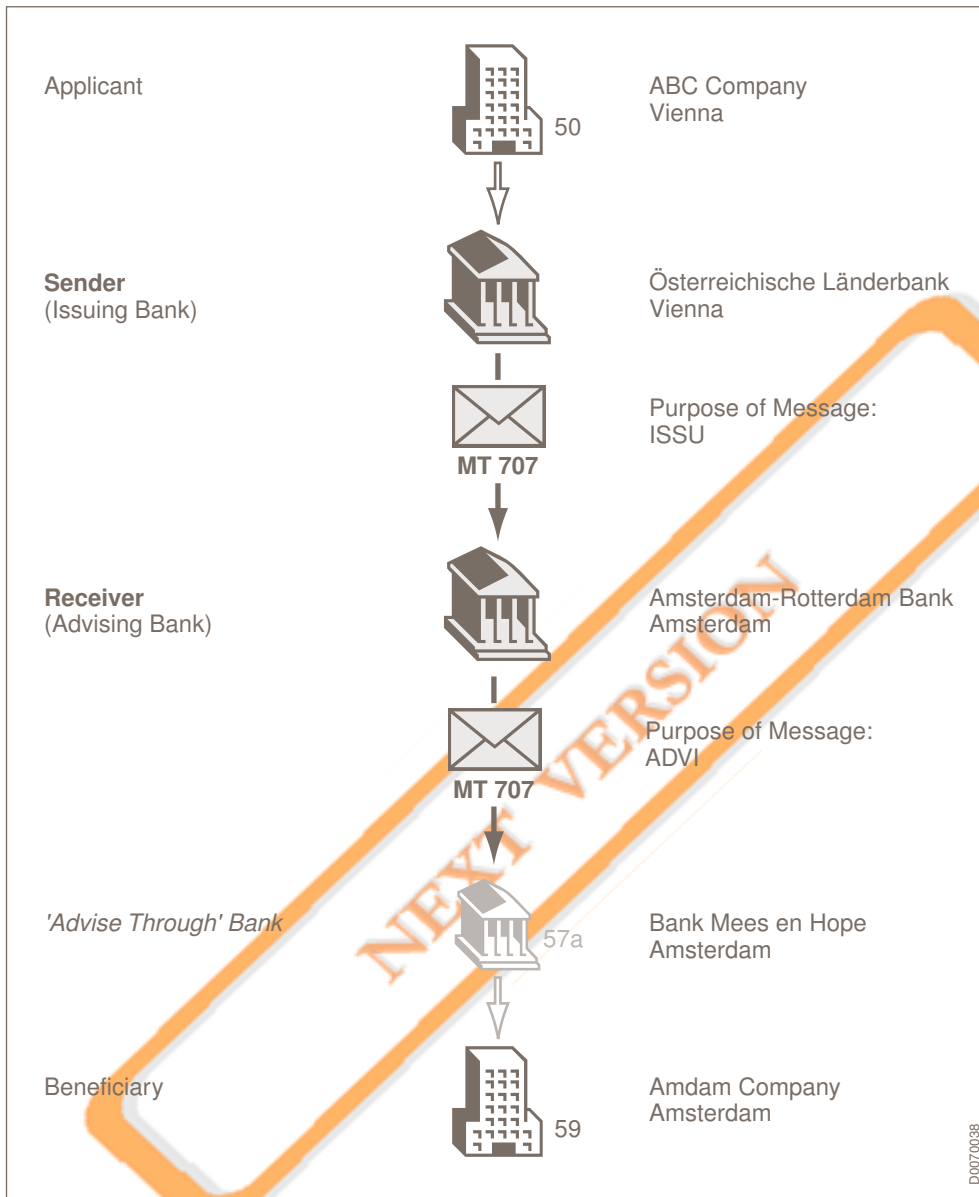 Applicant
50
ABC Company
Vienna
Sender
(Issuing Bank)
Österreichische Länderbank
Vienna
Purpose of Message:
ISSU
MT 707
Receiver
(Advising Bank)
Amsterdam-Rotterdam Bank
Amsterdam
Purpose of Message:
ADVI
MT 707
'Advise Through' Bank
57a
Bank Mees en Hope
Amsterdam
Beneficiary
59
Amdam Company
Amsterdam
D0070038
NEXT VERSION